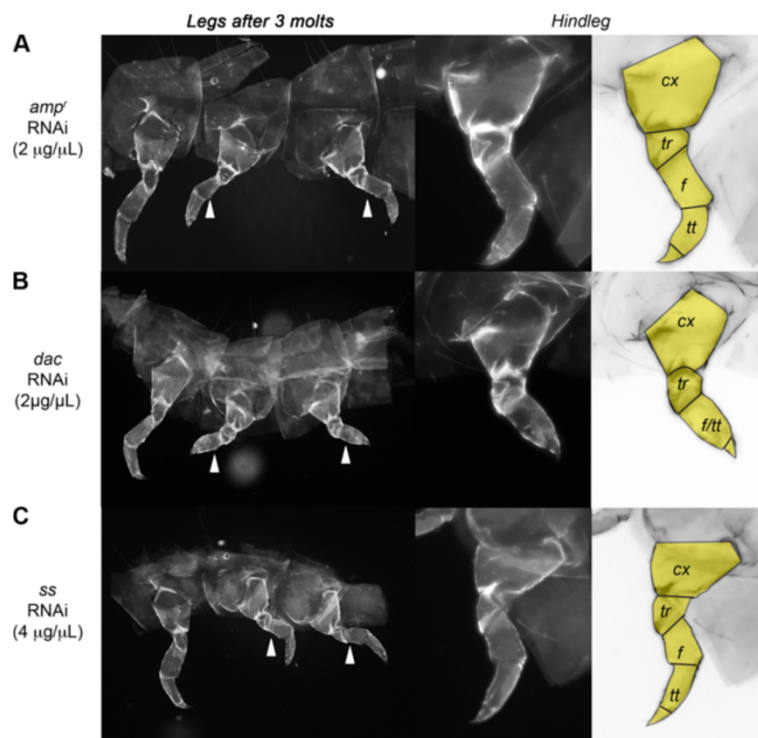 Legs after 3 molts
Hindleg
A
ampʳ
RNAi
(2 μg/μL)
cx
tr
f
tt
B
dac
RNAi
(2μg/μL)
cx
tr
f/tt
C
ss
RNAi
(4 μg/μL)
cx
tr
f
tt